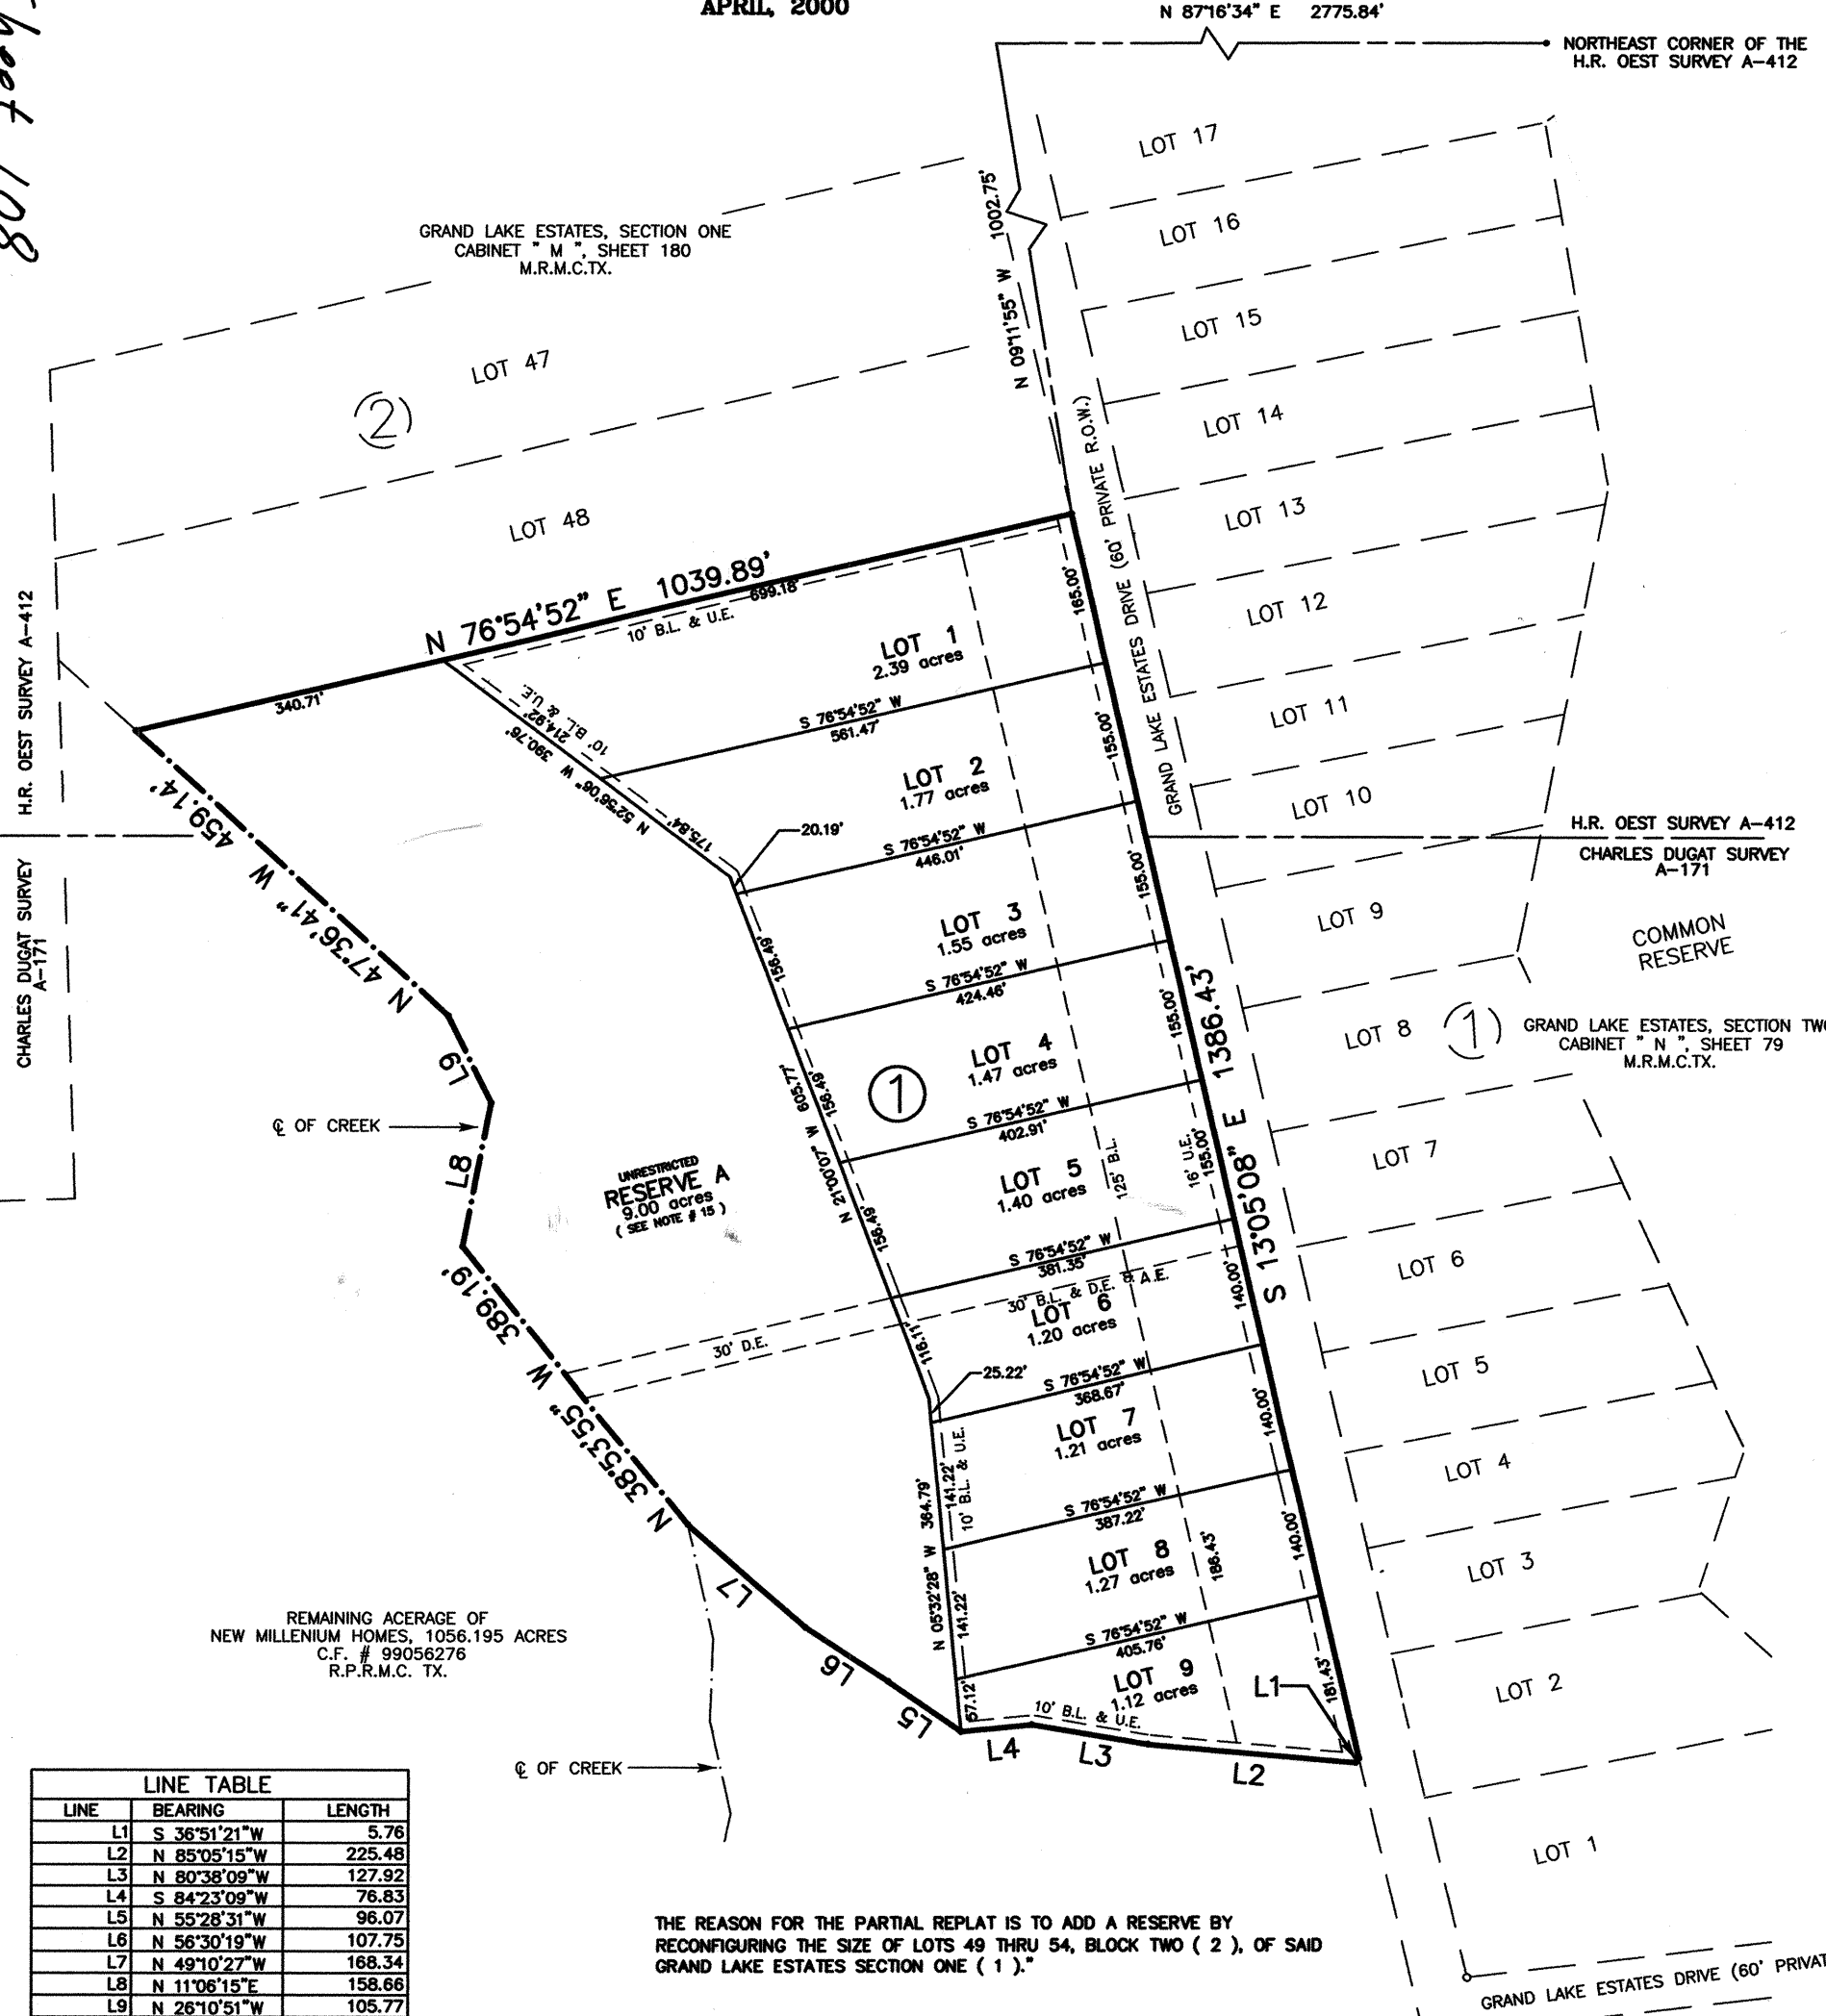 APRIL, 2000
N 87°16'34" E 2775.84'
NORTHEAST CORNER OF THE
H.R. OEST SURVEY A-412
LOT 17
LOT 16
LOT 15
LOT 14
LOT 13
LOT 12
LOT 11
LOT 10
LOT 9
LOT 8
LOT 7
LOT 6
LOT 5
LOT 4
LOT 3
LOT 2
LOT 1
N 09°11'55" W 1002.75'
GRAND LAKE ESTATES DRIVE (60' PRIVATE R.O.W.)
GRAND LAKE ESTATES, SECTION ONE
CABINET " M ", SHEET 180
M.R.M.C.TX.
LOT 47
2
LOT 48
H.R. OEST SURVEY A-412
CHARLES DUGAT SURVEY
A-171
N 76°54'52" E 1039.89'
699.18'
10' B.L. & U.E.
340.71'
10' B.L. & U.E.
214.92'
390.76'
N 52°56'06" W
175.84'
20.19'
LOT 1
2.39 acres
165.00'
S 76°54'52" W
561.47'
LOT 2
1.77 acres
155.00'
S 76°54'52" W
446.01'
LOT 3
1.55 acres
155.00'
156.49'
S 76°54'52" W
424.46'
LOT 4
1.47 acres
155.00'
156.49'
605.77'
N 21°00'07" W
1
S 76°54'52" W
402.91'
LOT 5
1.40 acres
125' B.L.
16' U.E.
155.00'
156.49'
S 76°54'52" W
381.35'
30' B.L. & D.E. & A.E.
LOT 6
1.20 acres
140.00'
116.11'
25.22'
S 76°54'52" W
368.67'
LOT 7
1.21 acres
140.00'
141.22'
10' B.L. & U.E.
N 05°32'28" W 364.79'
S 76°54'52" W
387.22'
LOT 8
1.27 acres
186.43'
140.00'
141.22'
S 76°54'52" W
405.76'
LOT 9
1.12 acres
181.43'
57.12'
10' B.L. & U.E.
S 13°05'08" E 1386.43'
H.R. OEST SURVEY A-412
CHARLES DUGAT SURVEY
A-171
COMMON
RESERVE
1
GRAND LAKE ESTATES, SECTION TWO
CABINET " N ", SHEET 79
M.R.M.C.TX.
N 47°36'41" W 459.14'
L9
℄ OF CREEK
L8
UNRESTRICTED
RESERVE A
9.00 acres
( SEE NOTE # 15 )
N 38°53'55" W 389.19'
30' D.E.
L7
L6
L5
L4
L3
L2
L1
REMAINING ACERAGE OF
NEW MILLENIUM HOMES, 1056.195 ACRES
C.F. # 99056276
R.P.R.M.C. TX.
℄ OF CREEK
LINE TABLE
LINE BEARING LENGTH
L1 S 36°51'21"W 5.76
L2 N 85°05'15"W 225.48
L3 N 80°38'09"W 127.92
L4 S 84°23'09"W 76.83
L5 N 55°28'31"W 96.07
L6 N 56°30'19"W 107.75
L7 N 49°10'27"W 168.34
L8 N 11°06'15"E 158.66
L9 N 26°10'51"W 105.77
THE REASON FOR THE PARTIAL REPLAT IS TO ADD A RESERVE BY
RECONFIGURING THE SIZE OF LOTS 49 THRU 54, BLOCK TWO ( 2 ), OF SAID
GRAND LAKE ESTATES SECTION ONE ( 1 )."
GRAND LAKE ESTATES DRIVE (60' PRIVAT